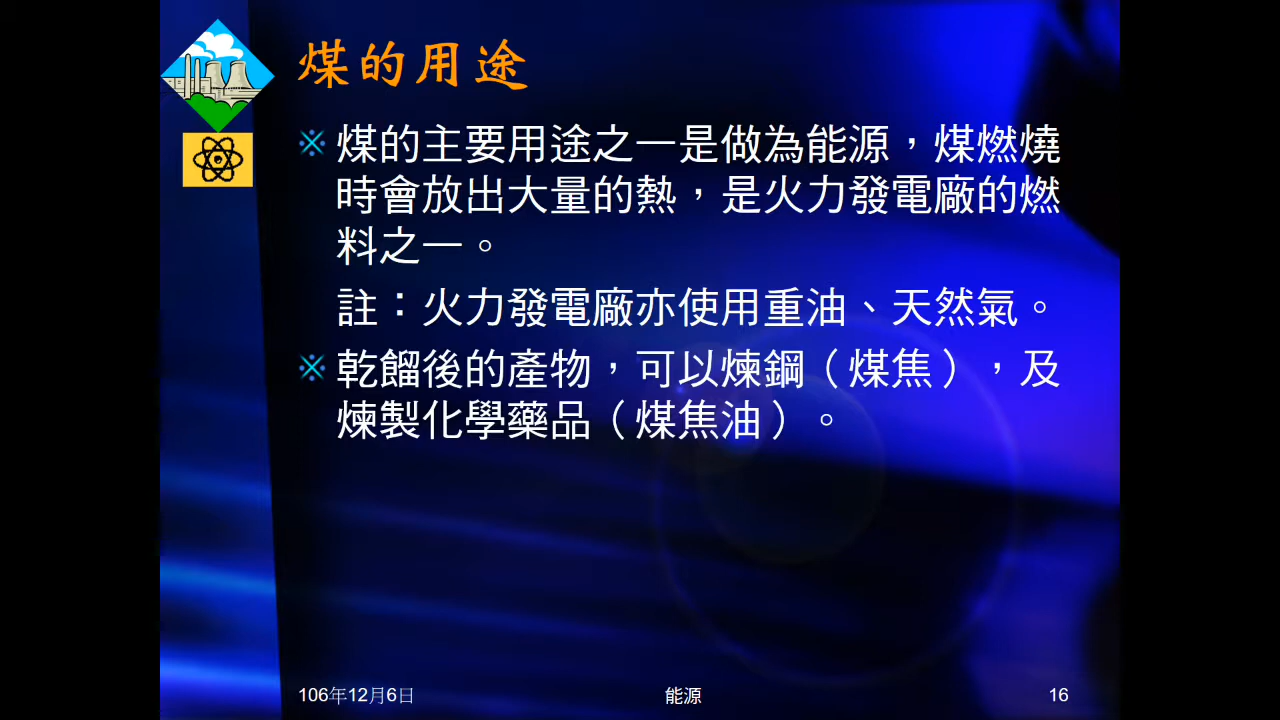 煤的用途
※煤的主要用途之一是做為能源，煤燃燒
時會放出大量的熱，是火力發電廠的燃
料之一。
註：火力發電廠亦使用重油、天然氣。
※乾餾後的產物，可以煉鋼（煤焦），及
煉製化學藥品（煤焦油）。
106年12月6日
能源
16